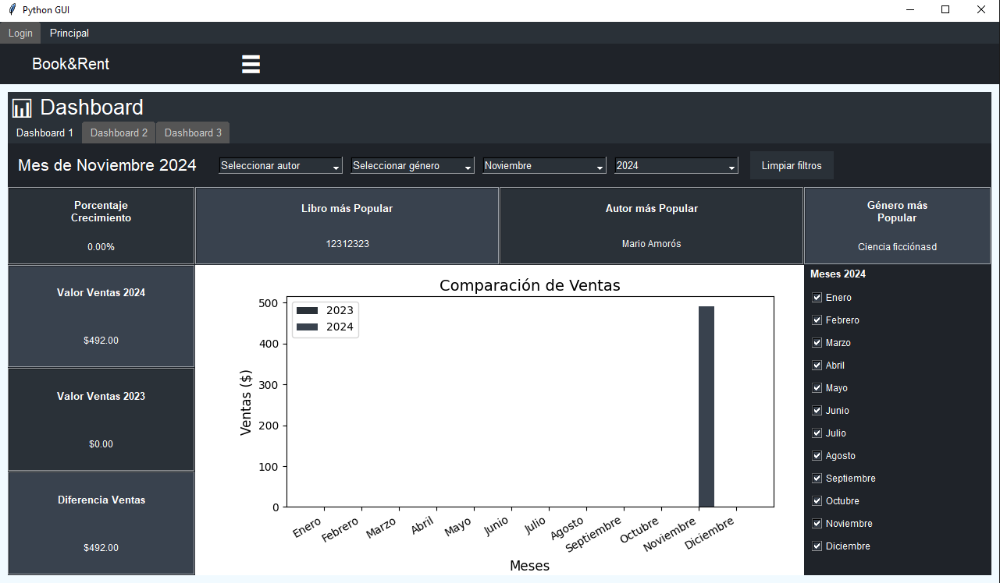 Python GUI
Login Principal
Book&Rent
Dashboard
Dashboard 1 Dashboard 2 Dashboard 3
Mes de Noviembre 2024 Seleccionar autor Seleccionar género Noviembre 2024 Limpiar filtros
Porcentaje
Crecimiento
0.00%
Libro más Popular
12312323
Autor más Popular
Mario Amorós
Género más
Popular
Ciencia ficciónasd
Valor Ventas 2024
$492.00
Valor Ventas 2023
$0.00
Diferencia Ventas
$492.00
Comparación de Ventas
2023
2024
Ventas ($)
500
400
300
200
100
0
Enero
Febrero
Marzo
Abril
Mayo
Junio
Julio
Agosto
Septiembre
Octubre
Noviembre
Diciembre
Meses
Meses 2024
Enero
Febrero
Marzo
Abril
Mayo
Junio
Julio
Agosto
Septiembre
Octubre
Noviembre
Diciembre